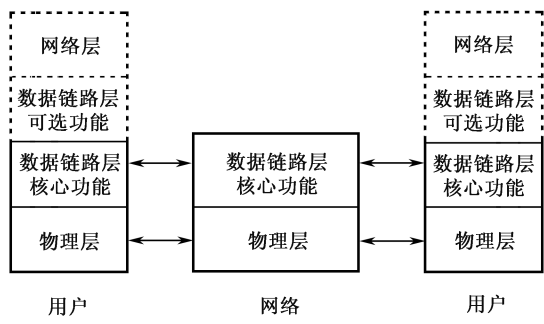 网络层
数据链路层
可选功能
数据链路层
核心功能
物理层
用户
数据链路层
核心功能
物理层
网络
网络层
数据链路层
可选功能
数据链路层
核心功能
物理层
用户